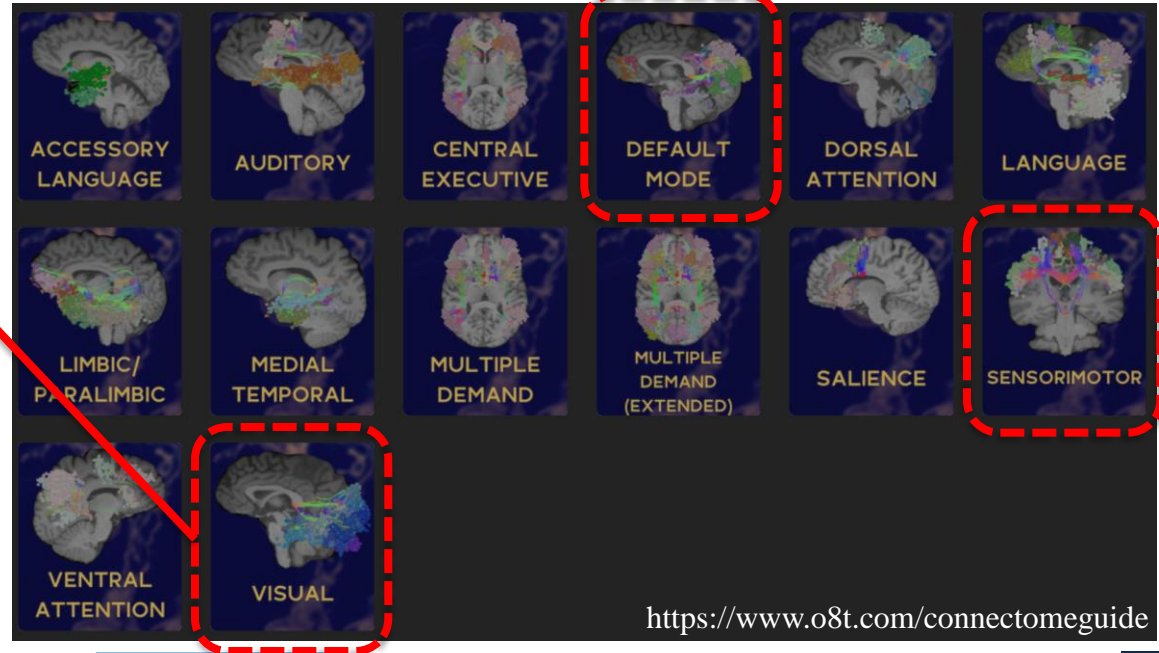 ACCESSORY
LANGUAGE
AUDITORY
CENTRAL
EXECUTIVE
DEFAULT
MODE
DORSAL
ATTENTION
LANGUAGE
LIMBIC/
PARALIMBIC
MEDIAL
TEMPORAL
MULTIPLE
DEMAND
MULTIPLE
DEMAND
(EXTENDED)
SALIENCE
SENSORIMOTOR
VENTRAL
ATTENTION
VISUAL
https://www.o8t.com/connectomeguide